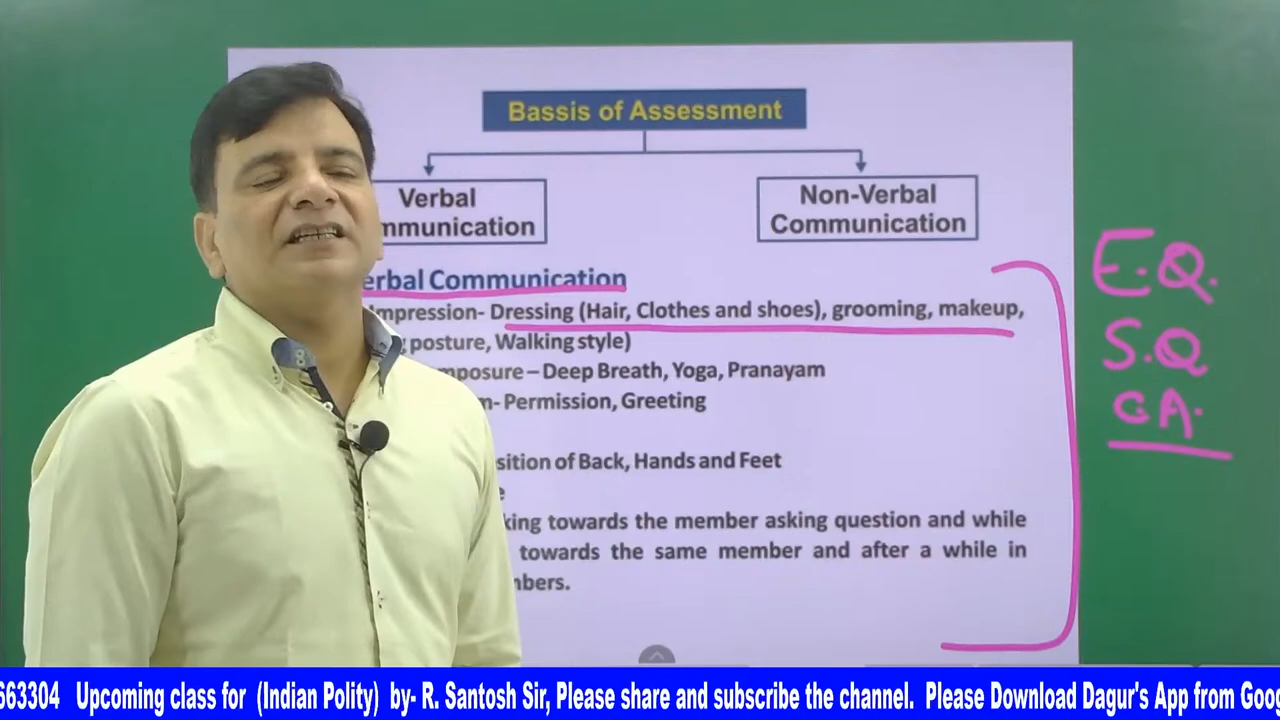 Bassis of Assessment
Verbal
mmunication
Non-Verbal
Communication
erbal Communication
mpression- Dressing (Hair, Clothes and shoes), grooming, makeup,
posture, Walking style)
mposure – Deep Breath, Yoga, Pranayam
n- Permission, Greeting
sition of Back, Hands and Feet
king towards the member asking question and while
towards the same member and after a while in
nbers.
E.Q.
S.Q
C.A.
663304 Upcoming class for (Indian Polity) by- R. Santosh Sir, Please share and subscribe the channel. Please Download Dagur's App from Goog